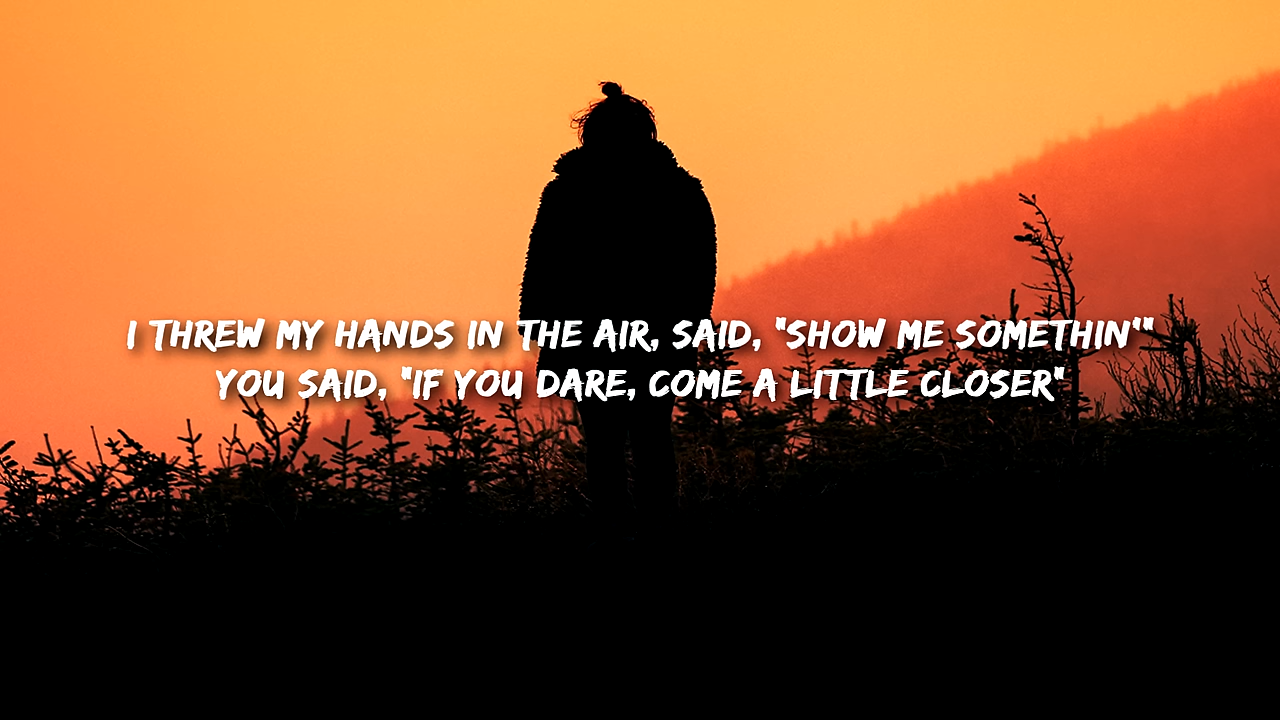 I THREW MY HANDS IN THE AIR, SAID, "SHOW ME SOMETHIN'"
YOU SAID, "IF YOU DARE, COME A LITTLE CLOSER"